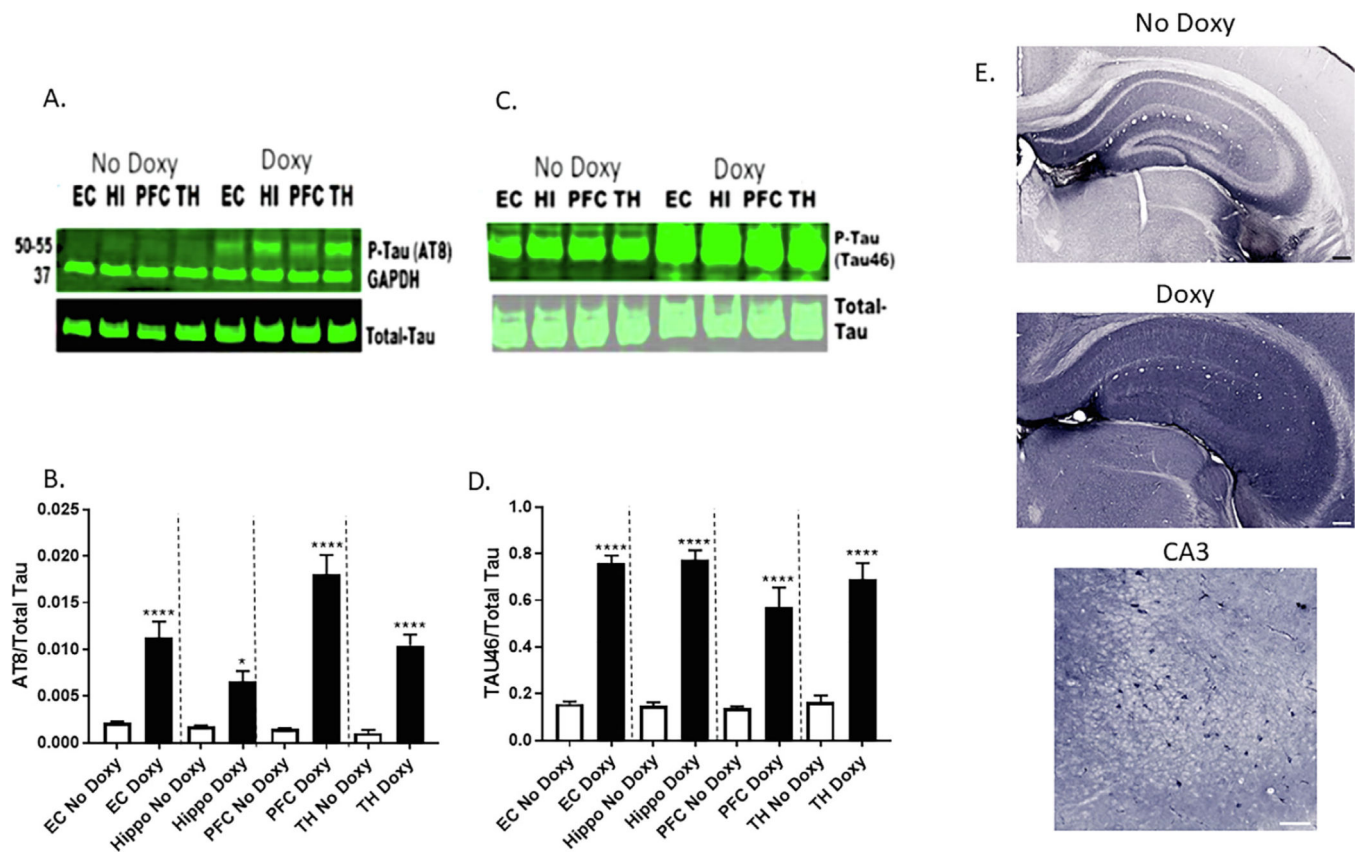 A.
No Doxy Doxy
EC HI PFC TH EC HI PFC TH
50-55
37
P-Tau (AT8)
GAPDH
Total-Tau
C.
No Doxy Doxy
EC HI PFC TH EC HI PFC TH
P-Tau
(Tau46)
Total-
Tau
B.
AT8/Total Tau
0.025
0.020
0.015
0.010
0.005
0.000
****
*
****
****
EC No Doxy
EC Doxy
Hippo No Doxy
Hippo Doxy
PFC No Doxy
PFC Doxy
TH No Doxy
TH Doxy
D.
TAU46/Total Tau
1.0
0.8
0.6
0.4
0.2
0.0
****
****
****
****
EC No Doxy
EC Doxy
Hippo No Doxy
Hippo Doxy
PFC No Doxy
PFC Doxy
TH No Doxy
TH Doxy
E.
No Doxy
Doxy
CA3